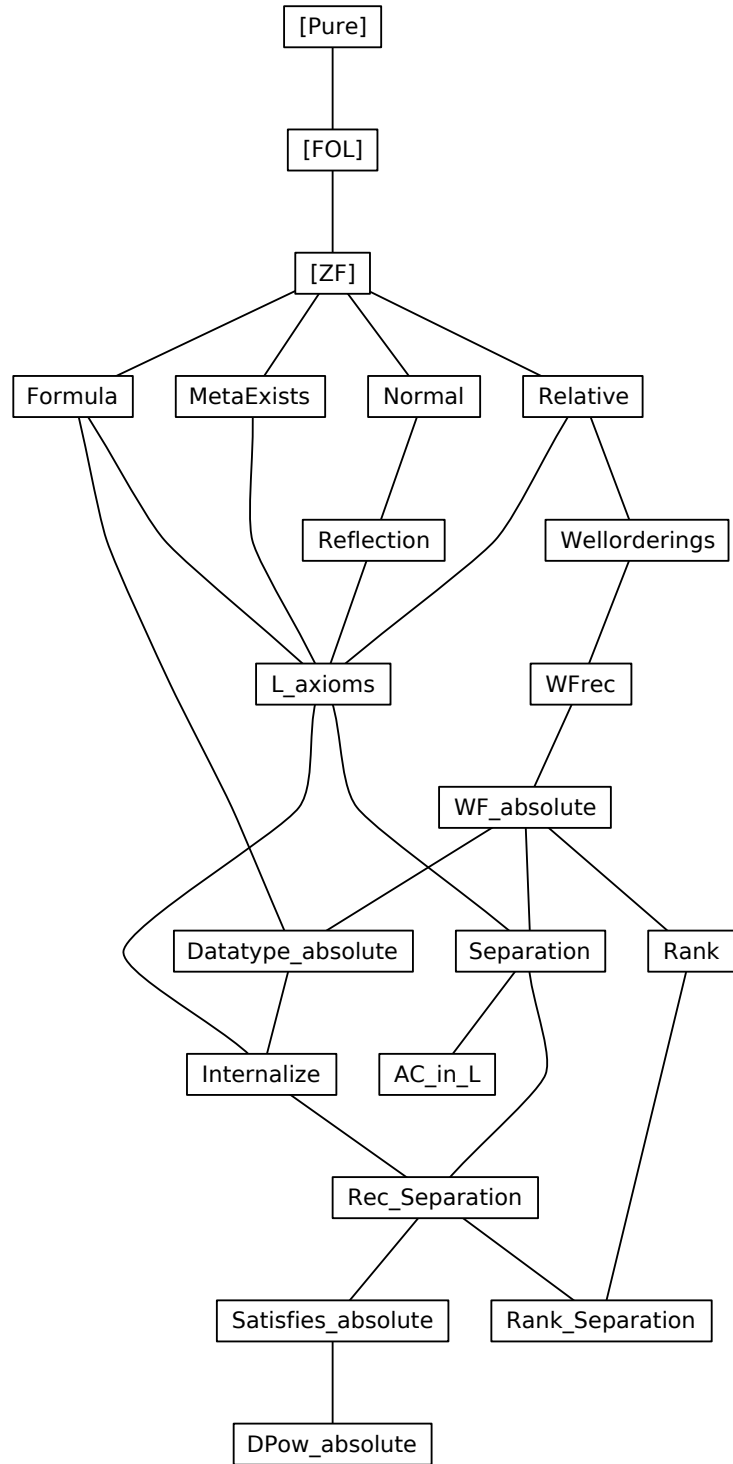 [Pure]
[FOL]
[ZF]
Formula
MetaExists
Normal
Relative
Reflection
Wellorderings
L_axioms
WFrec
WF_absolute
Datatype_absolute
Separation
Rank
Internalize
AC_in_L
Rec_Separation
Satisfies_absolute
Rank_Separation
DPow_absolute